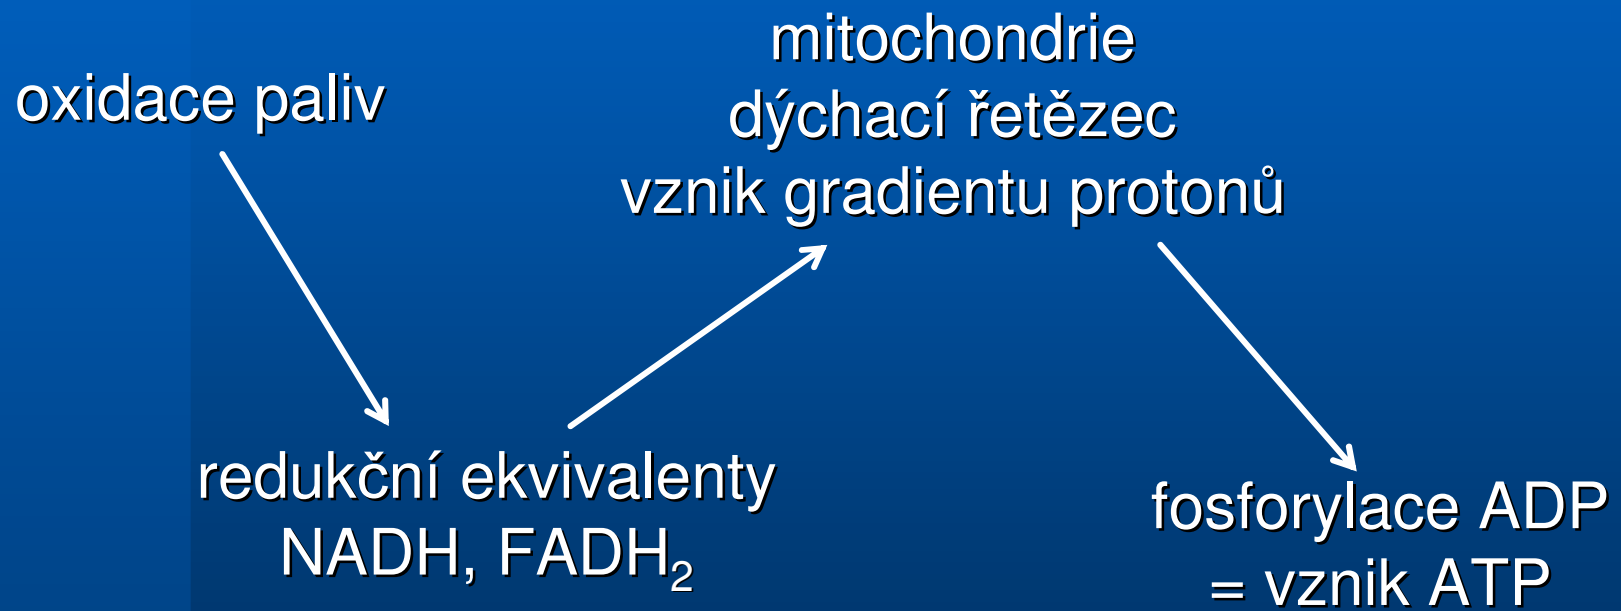 oxidace paliv
mitochondrie
dýchací řetězec
vznik gradientu protonů
redukční ekvivalenty
NADH, FADH₂
fosforylace ADP
= vznik ATP